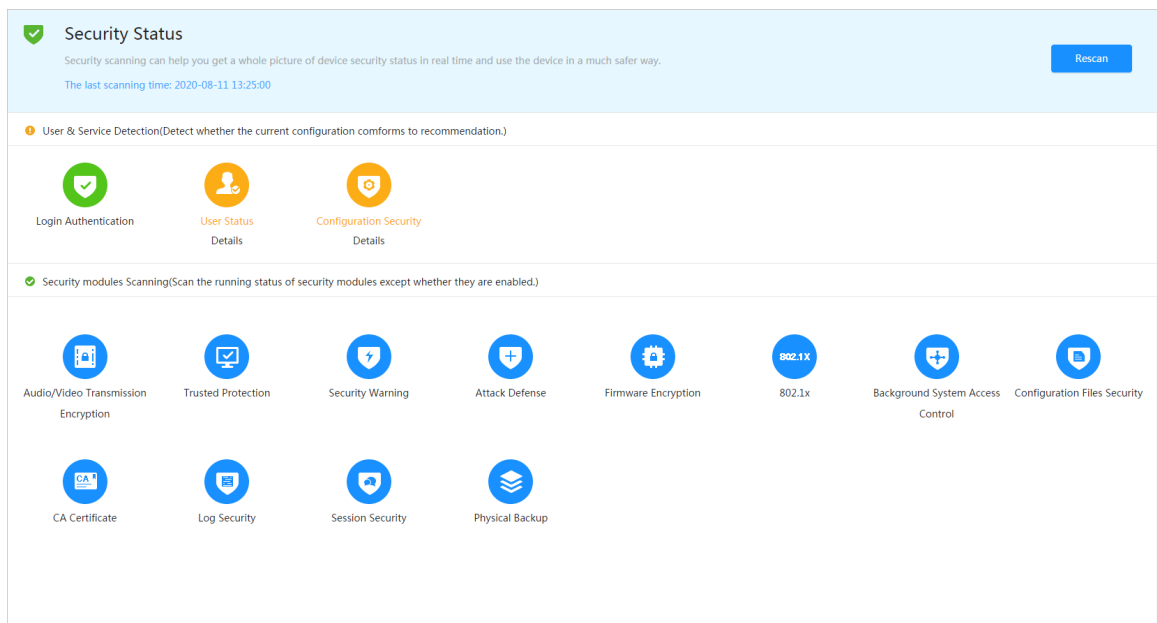 Security Status
Security scanning can help you get a whole picture of device security status in real time and use the device in a much safer way.
Rescan
The last scanning time: 2020-08-11 13:25:00
User & Service Detection(Detect whether the current configuration comforms to recommendation.)
Login Authentication
User Status
Configuration Security
Details
Details
Security modules Scanning(Scan the running status of security modules except whether they are enabled.)
802.1X
Audio/Video Transmission
Encryption
Trusted Protection
Security Warning
Attack Defense
Firmware Encryption
802.1x
Background System Access
Control
Configuration Files Security
CA
CA Certificate
Log Security
Session Security
Physical Backup